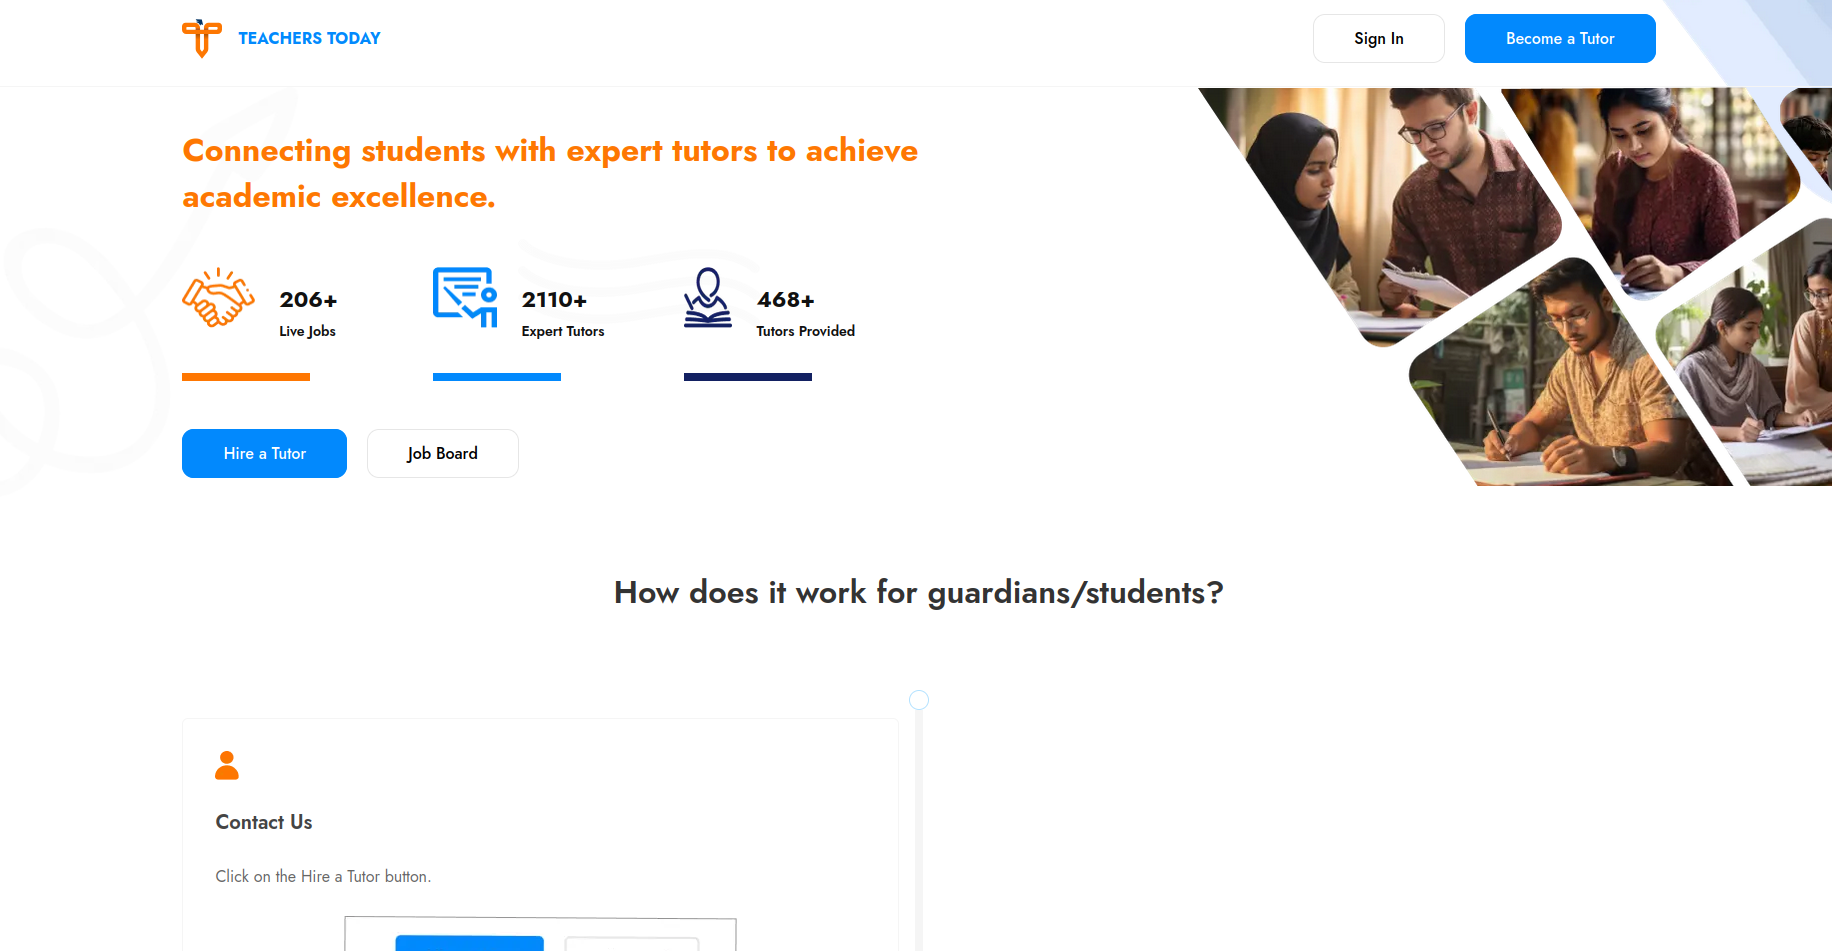 TEACHERS TODAY
Sign In
Become a Tutor
Connecting students with expert tutors to achieve
academic excellence.
206+
Live Jobs
2110+
Expert Tutors
468+
Tutors Provided
Hire a Tutor
Job Board
How does it work for guardians/students?
Contact Us
Click on the Hire a Tutor button.